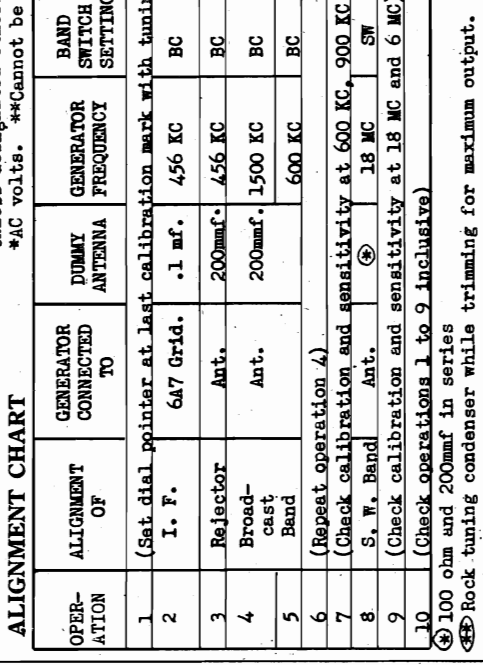 *AC volts. **Cannot be
ALIGNMENT CHART
OPER-ATION ALIGNMENT OF GENERATOR CONNECTED TO DUMMY ANTENNA GENERATOR FREQUENCY BAND SWITCH SETTING
1 (Set dial pointer at last calibration mark with tuni
2 I. F. 6A7 Grid. .1 mf. 456 KC BC
3 Rejector Ant. 200mmf. 456 KC BC
4 Broad-cast Band Ant. 200mmf. 1500 KC BC
5 600 KC BC
6 (Repeat operation 4)
7 (Check calibration and sensitivity at 600 KC, 900 KC
8 S. W. Band Ant. (*) 18 MC SW
9 (Check calibration and sensitivity at 18 MC and 6 MC)
10 (Check operations 1 to 9 inclusive)
(*) 100 ohm and 200mmf in series
(**) Rock tuning condenser while trimming for maximum output.